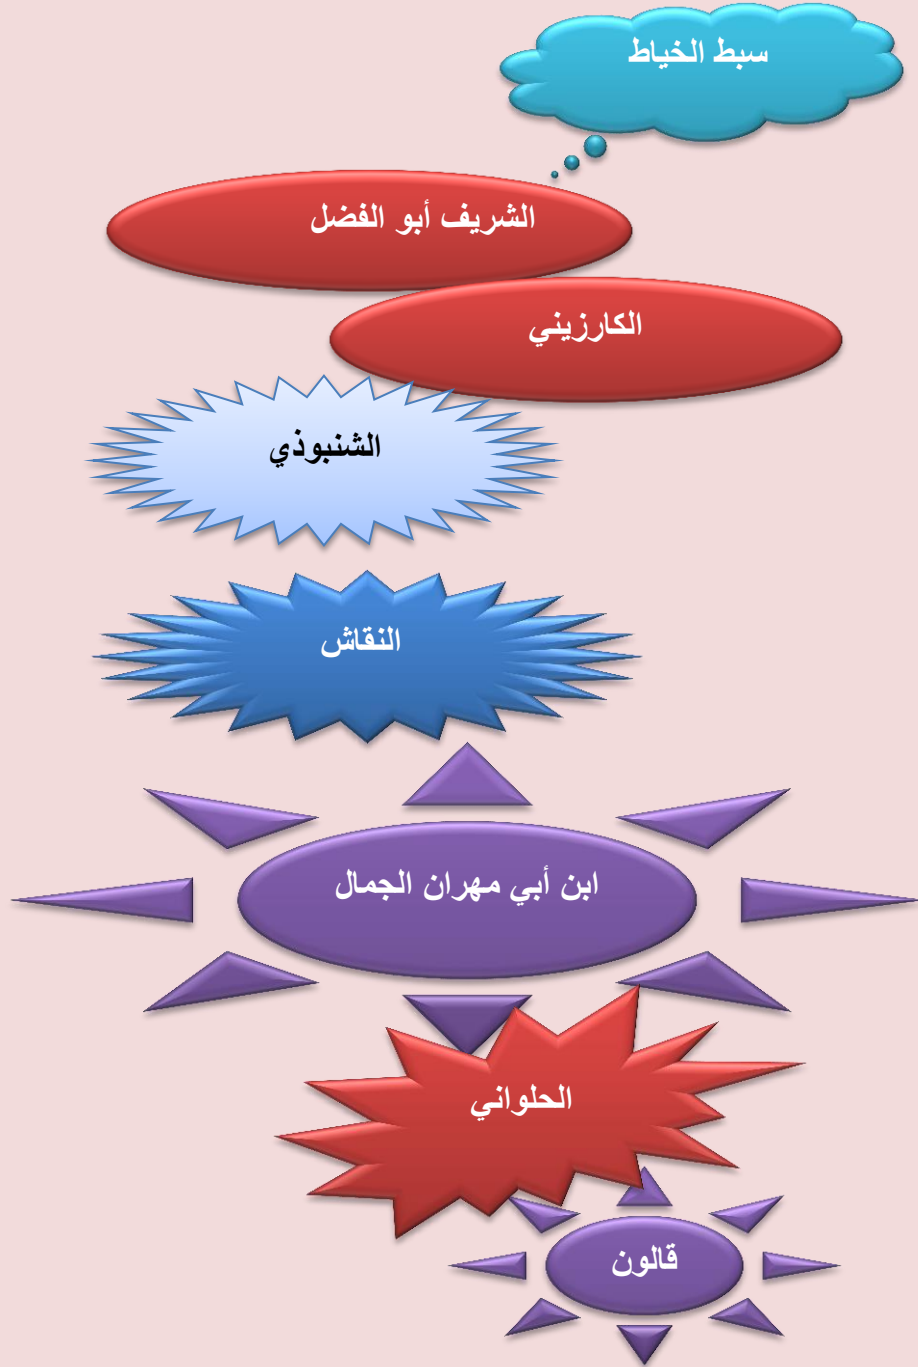 سبط الخياط
الشريف أبو الفضل
الكارزيني
الشنبوذي
النقاش
ابن أبي مهران الجمال
الحلواني
قالون